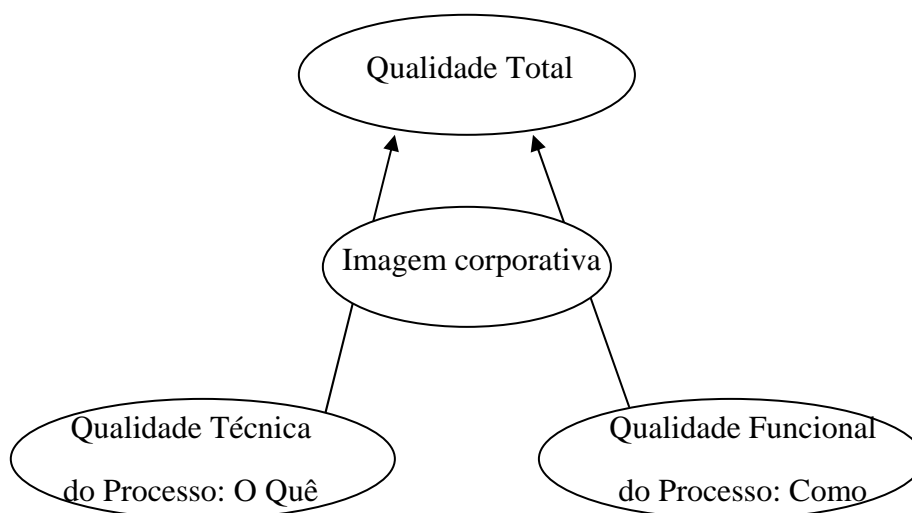 Qualidade Total
Imagem corporativa
Qualidade Técnica
do Processo: O Quê
Qualidade Funcional
do Processo: Como